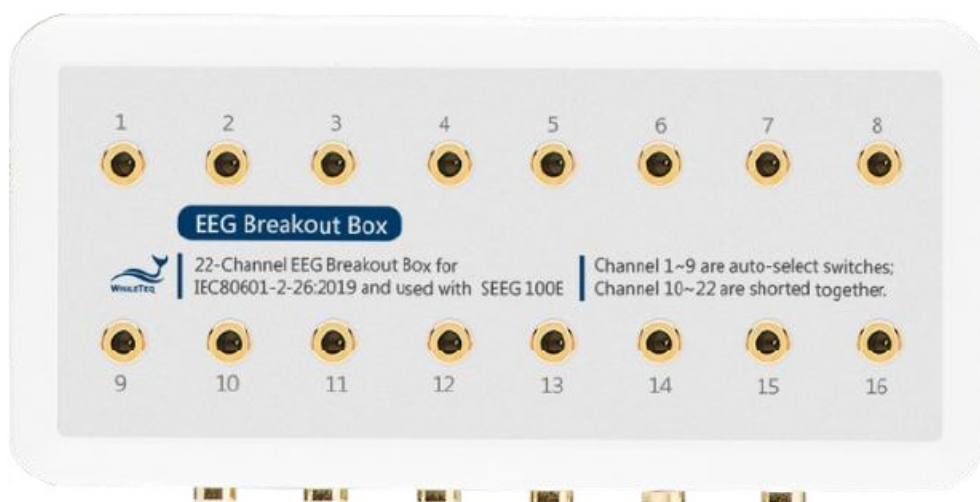 1 2 3 4 5 6 7 8
EEG Breakout Box
WHALETEQ
22-Channel EEG Breakout Box for
IEC80601-2-26:2019 and used with SEEG 100E
Channel 1~9 are auto-select switches;
Channel 10~22 are shorted together.
9 10 11 12 13 14 15 16